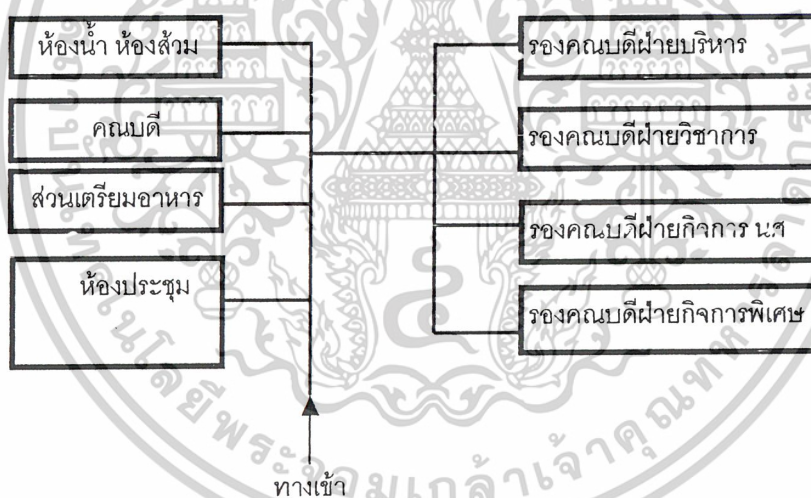 ห้องน้ำ ห้องส้วม
คณบดี
ส่วนเตรียมอาหาร
ห้องประชุม
รองคณบดีฝ่ายบริหาร
รองคณบดีฝ่ายวิชาการ
รองคณบดีฝ่ายกิจการ นศ
รองคณบดีฝ่ายกิจการพิเศษ
ทางเข้า